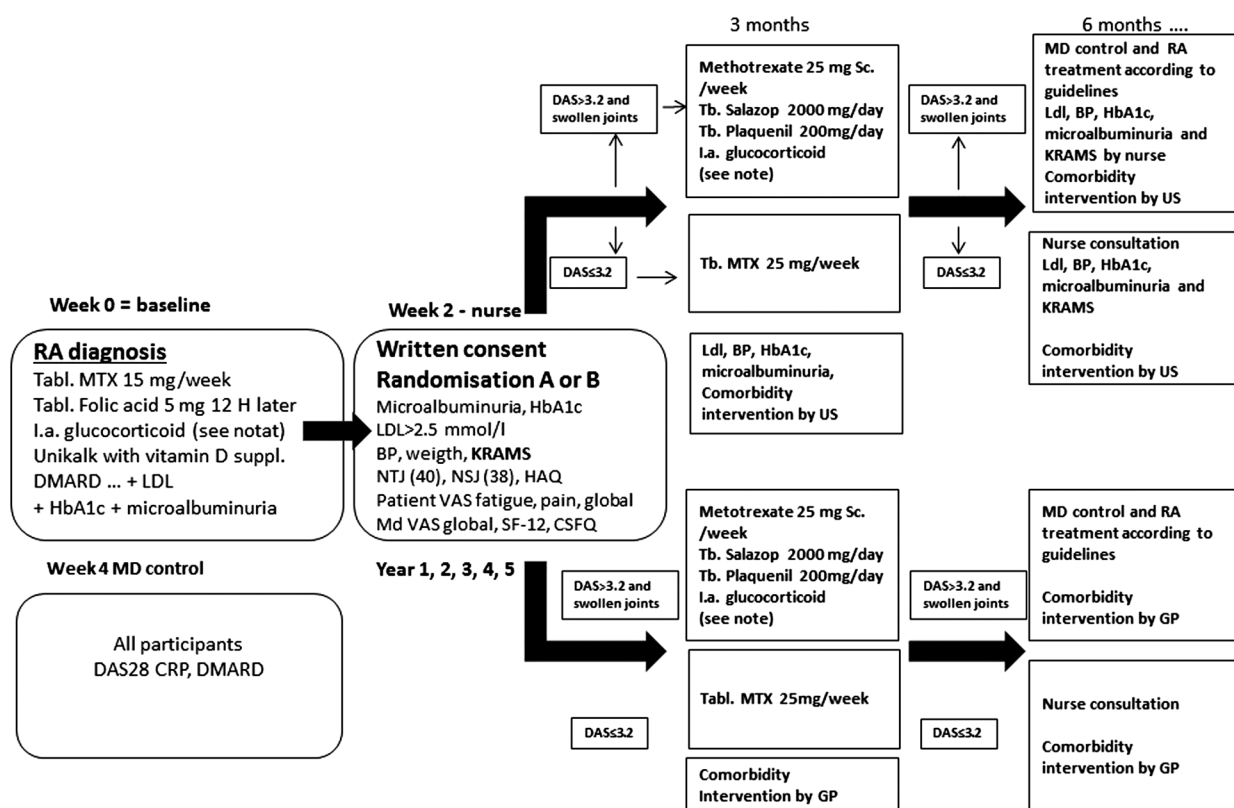 3 months
6 months ....
DAS>3.2 and
swollen joints
Methotrexate 25 mg Sc.
/week
Tb. Salazop 2000 mg/day
Tb. Plaquenil 200mg/day
I.a. glucocorticoid
(see note)
DAS>3.2 and
swollen joints
MD control and RA
treatment according to
guidelines
Ldl, BP, HbA1c,
microalbuminuria and
KRAMS by nurse
Comorbidity
intervention by US
DAS≤3.2
Tb. MTX 25 mg/week
DAS≤3.2
Nurse consultation
Ldl, BP, HbA1c,
microalbuminuria and
KRAMS
Comorbidity
intervention by US
Ldl, BP, HbA1c,
microalbuminuria,
Comorbidity
intervention by US
Week 0 = baseline
RA diagnosis
Tabl. MTX 15 mg/week
Tabl. Folic acid 5 mg 12 H later
I.a. glucocorticoid (see notat)
Unikalk with vitamin D suppl.
DMARD ... + LDL
+ HbA1c + microalbuminuria
Week 2 - nurse
Written consent
Randomisation A or B
Microalbuminuria, HbA1c
LDL>2.5 mmol/l
BP, weigth, KRAMS
NTJ (40), NSJ (38), HAQ
Patient VAS fatigue, pain, global
Md VAS global, SF-12, CSFQ
Week 4 MD control
All participants
DAS28 CRP, DMARD
Year 1, 2, 3, 4, 5
DAS>3.2 and
swollen joints
Metotrexate 25 mg Sc.
/week
Tb. Salazop 2000 mg/day
Tb. Plaquenil 200mg/day
I.a. glucocorticoid
(see note)
DAS>3.2 and
swollen joints
MD control and RA
treatment according to
guidelines
Comorbidity
intervention by GP
DAS≤3.2
Tabl. MTX 25mg/week
DAS≤3.2
Nurse consultation
Comorbidity
intervention by GP
Comorbidity
Intervention by GP